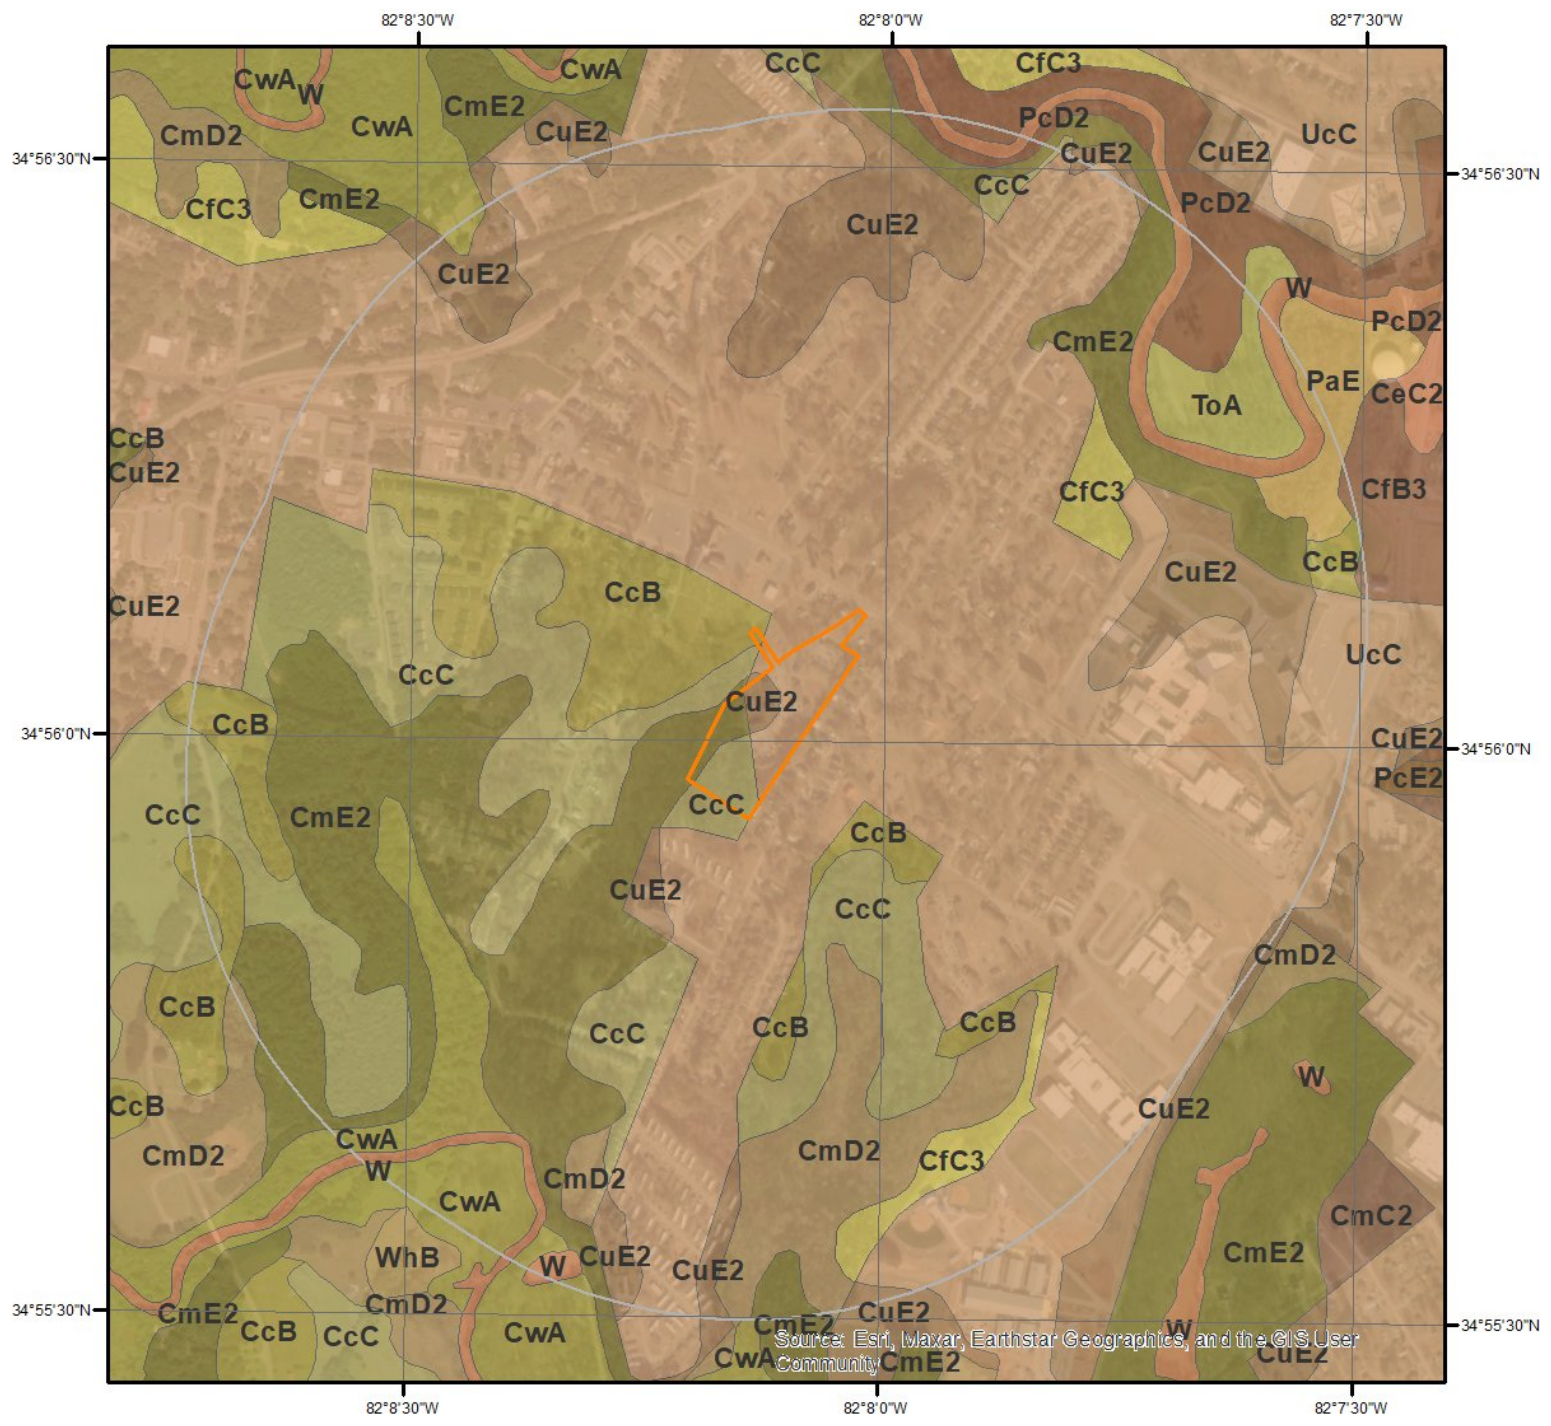 82°8'30"W 82°8'0"W 82°7'30"W
CwA W CwA CcC CfC3
CmE2 PcD2 UcC
CmD2 CwA CuE2 CuE2 CuE2
34°56'30"N 34°56'30"N
CfC3 CmE2 CcC PcD2
CuE2
CuE2 W
CmE2 PcD2
PaE CeC2
ToA
CcB
CuE2 CfC3 CfB3
CcB CuE2 CcB
CuE2
CcC UcC
CcB CuE2
34°56'0"N CuE2 34°56'0"N
PcE2
CcC CmE2 CcC CcB
CuE2 CcC
CmD2
CcB CcC CcB CcB
W
CcB CuE2
CwA
CmD2 W CmD2 CmD2 CfC3
CwA CmC2
WhB W CuE2 CuE2 CmE2
34°55'30"N CmE2 CmD2 CuE2 34°55'30"N
CcB CcC CwA CmE2 W
Source: Esri, Maxar, Earthstar Geographics, and the GIS User
CwA Community CmE2 CuE2
82°8'30"W 82°8'0"W 82°7'30"W